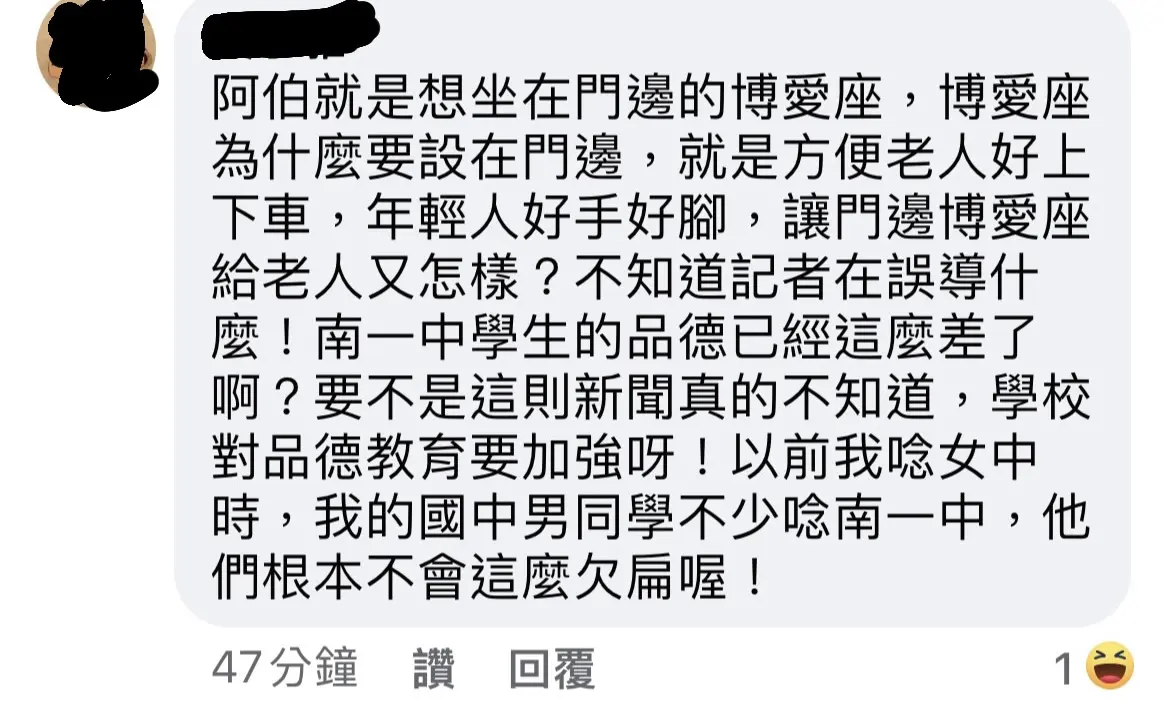 阿伯就是想坐在門邊的博愛座，博愛座
為什麼要設在門邊，就是方便老人好上
下車，年輕人好手好腳，讓門邊博愛座
給老人又怎樣？不知道記者在誤導什
麼！南一中學生的品德已經這麼差了
啊？要不是這則新聞真的不知道，學校
對品德教育要加強呀！以前我唸女中
時，我的國中男同學不少唸南一中，他
們根本不會這麼欠扁喔！
47分鐘 讚 回覆 1